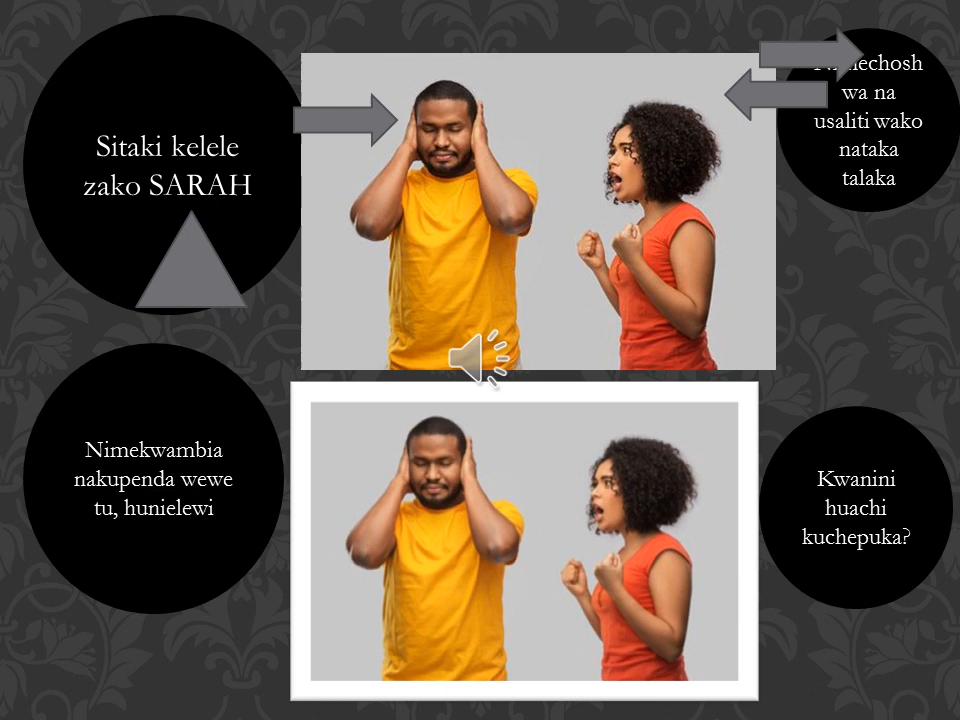 Sitaki kelele
zako SARAH
wa na
usaliti wako
nataka
talaka
Nimekwambia
nakupenda wewe
tu, hunielewi
Kwanini
huachi
kuchepuka?